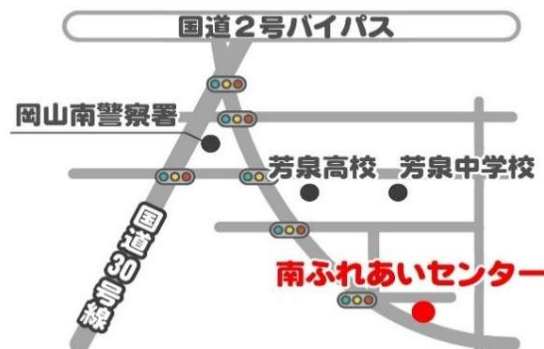 国道2号バイパス
岡山南警察署
芳泉高校 芳泉中学校
国道30号線
南ふれあいセンター